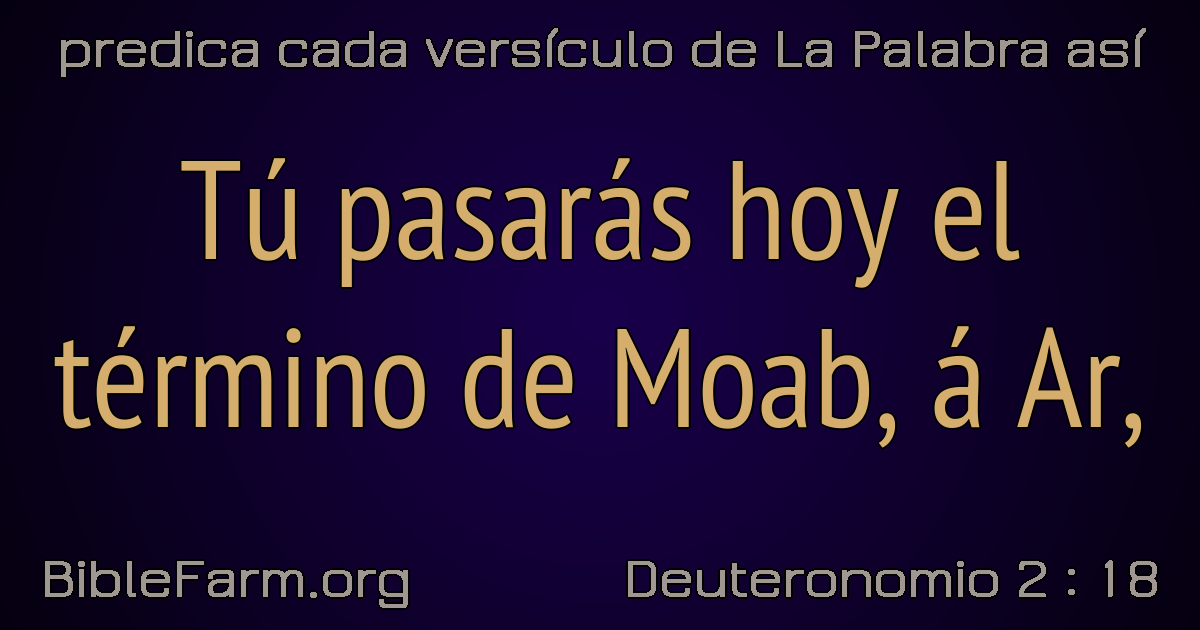 predica cada versículo de La Palabra así
Tú pasarás hoy el
término de Moab, á Ar,
BibleFarm.org
Deuteronomio 2 : 18